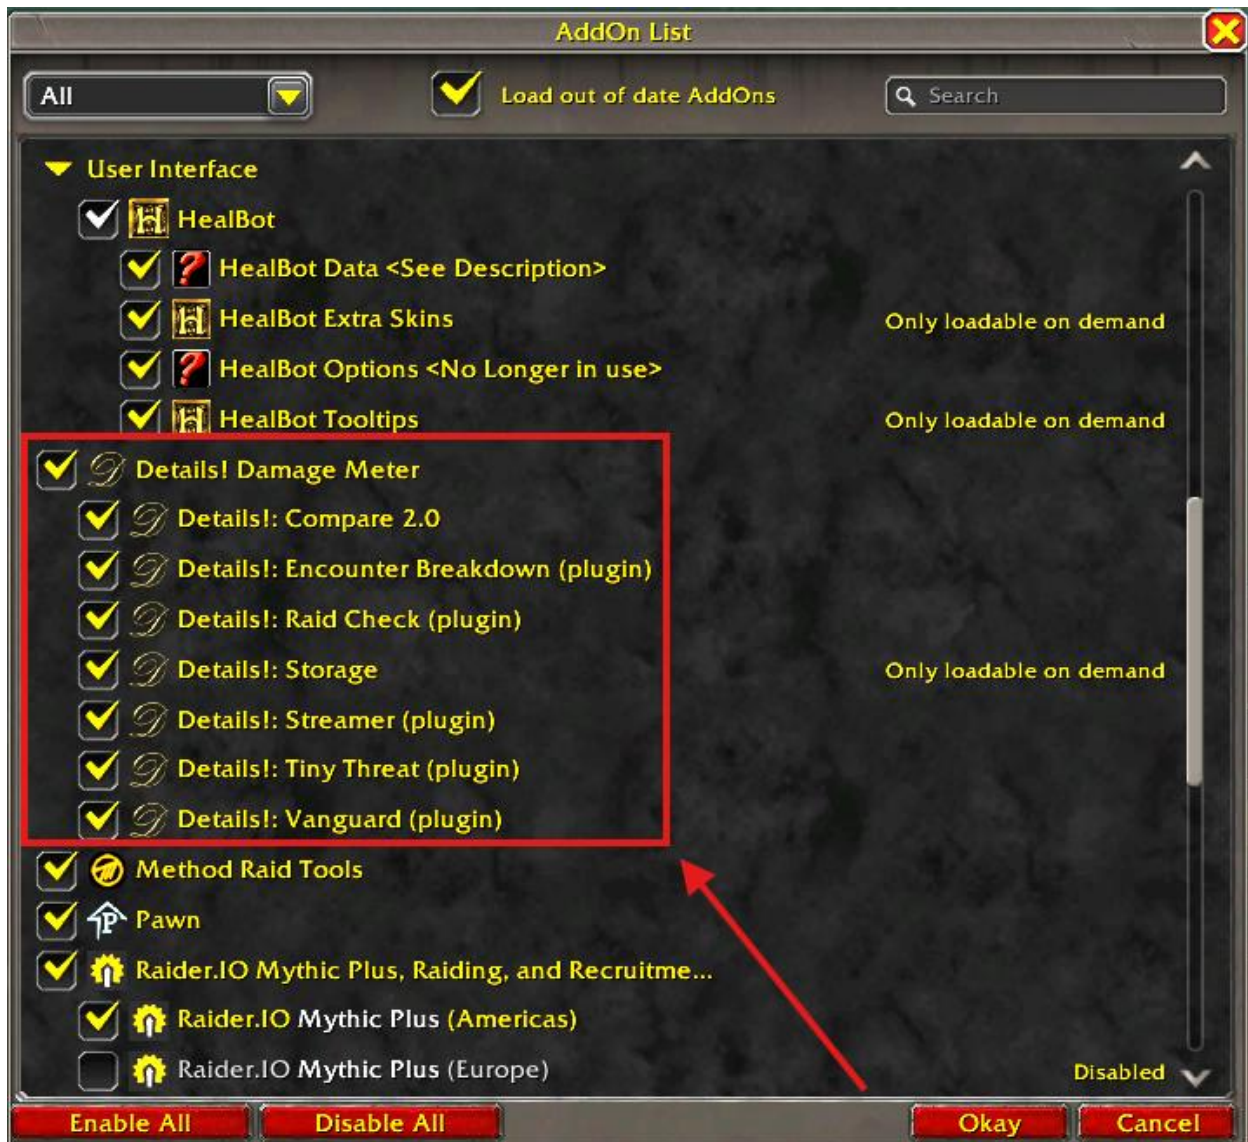 AddOn List
All
Load out of date AddOns
Search
User Interface
HealBot
HealBot Data <See Description>
HealBot Extra Skins Only loadable on demand
HealBot Options <No Longer in use>
HealBot Tooltips Only loadable on demand
Details! Damage Meter
Details!: Compare 2.0
Details!: Encounter Breakdown (plugin)
Details!: Raid Check (plugin)
Details!: Storage Only loadable on demand
Details!: Streamer (plugin)
Details!: Tiny Threat (plugin)
Details!: Vanguard (plugin)
Method Raid Tools
Pawn
Raider.IO Mythic Plus, Raiding, and Recruitme...
Raider.IO Mythic Plus (Americas)
Raider.IO Mythic Plus (Europe) Disabled
Enable All Disable All Okay Cancel